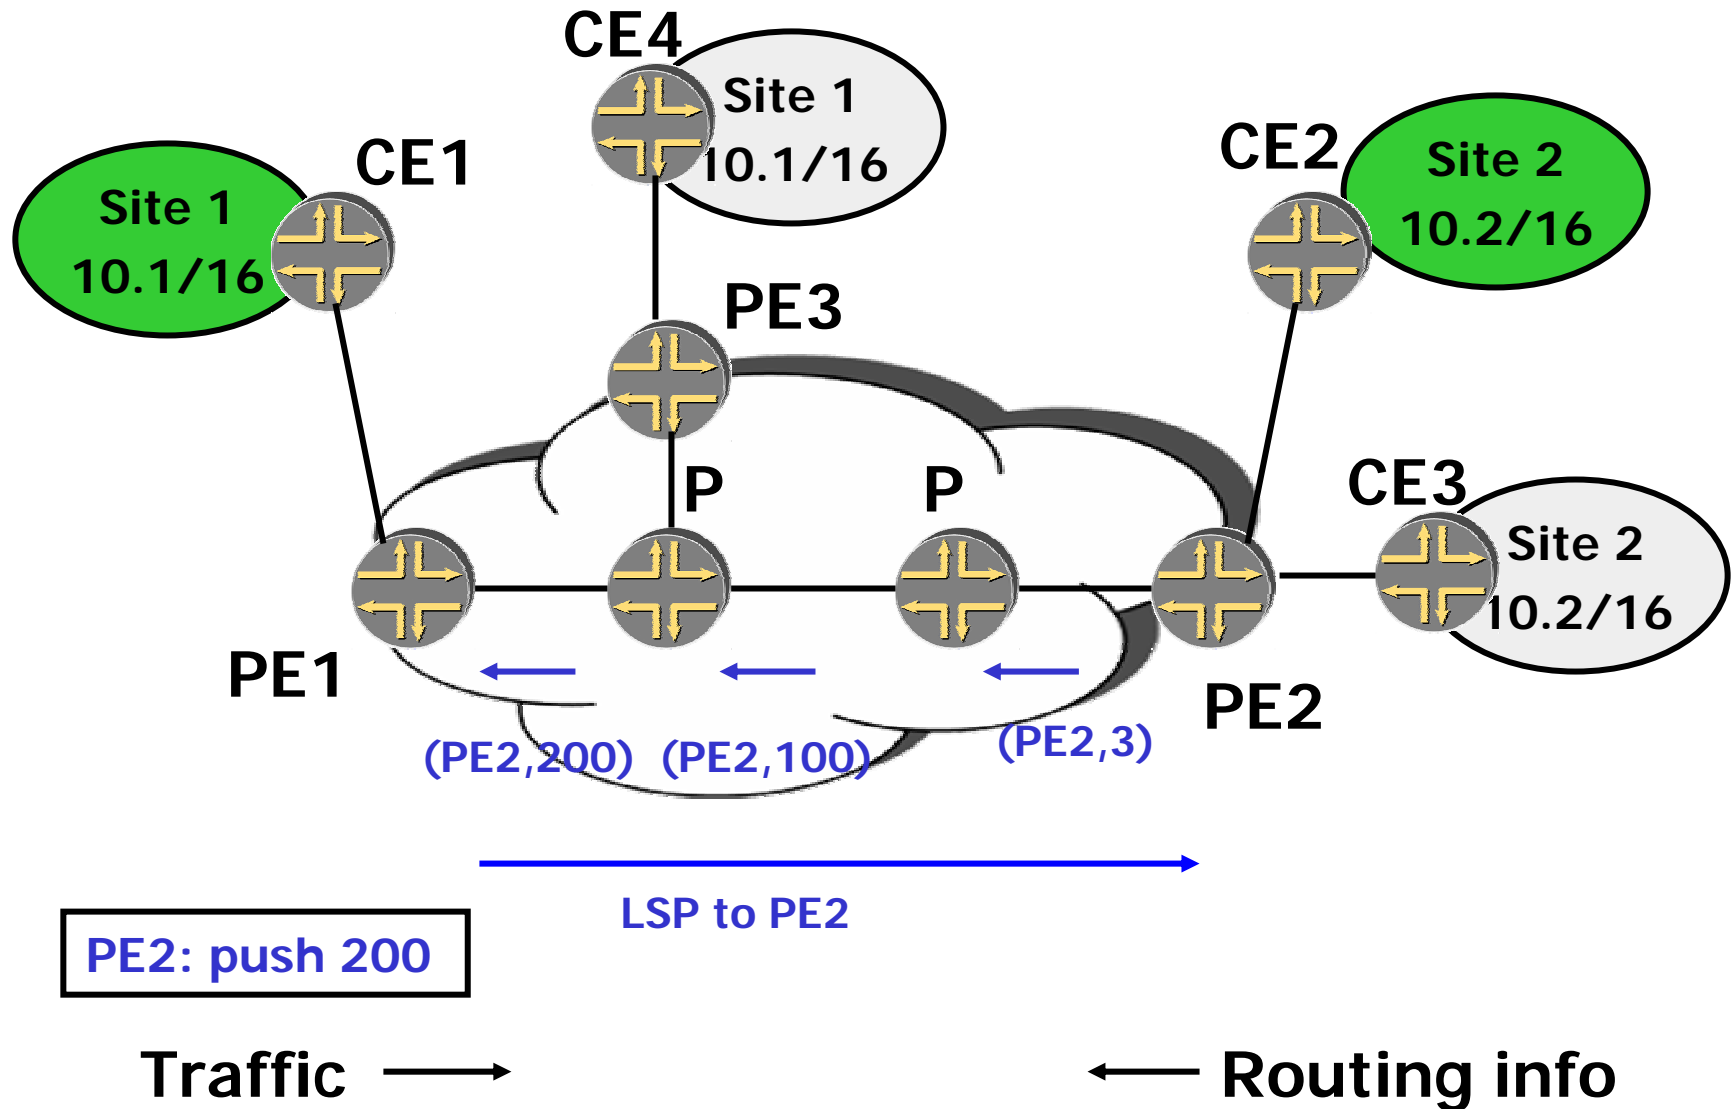 CE4
Site 1
10.1/16
CE1
Site 1
10.1/16
CE2
Site 2
10.2/16
PE3
P
P
CE3
Site 2
10.2/16
PE1
PE2
(PE2,200)
(PE2,100)
(PE2,3)
LSP to PE2
PE2: push 200
Traffic
Routing info